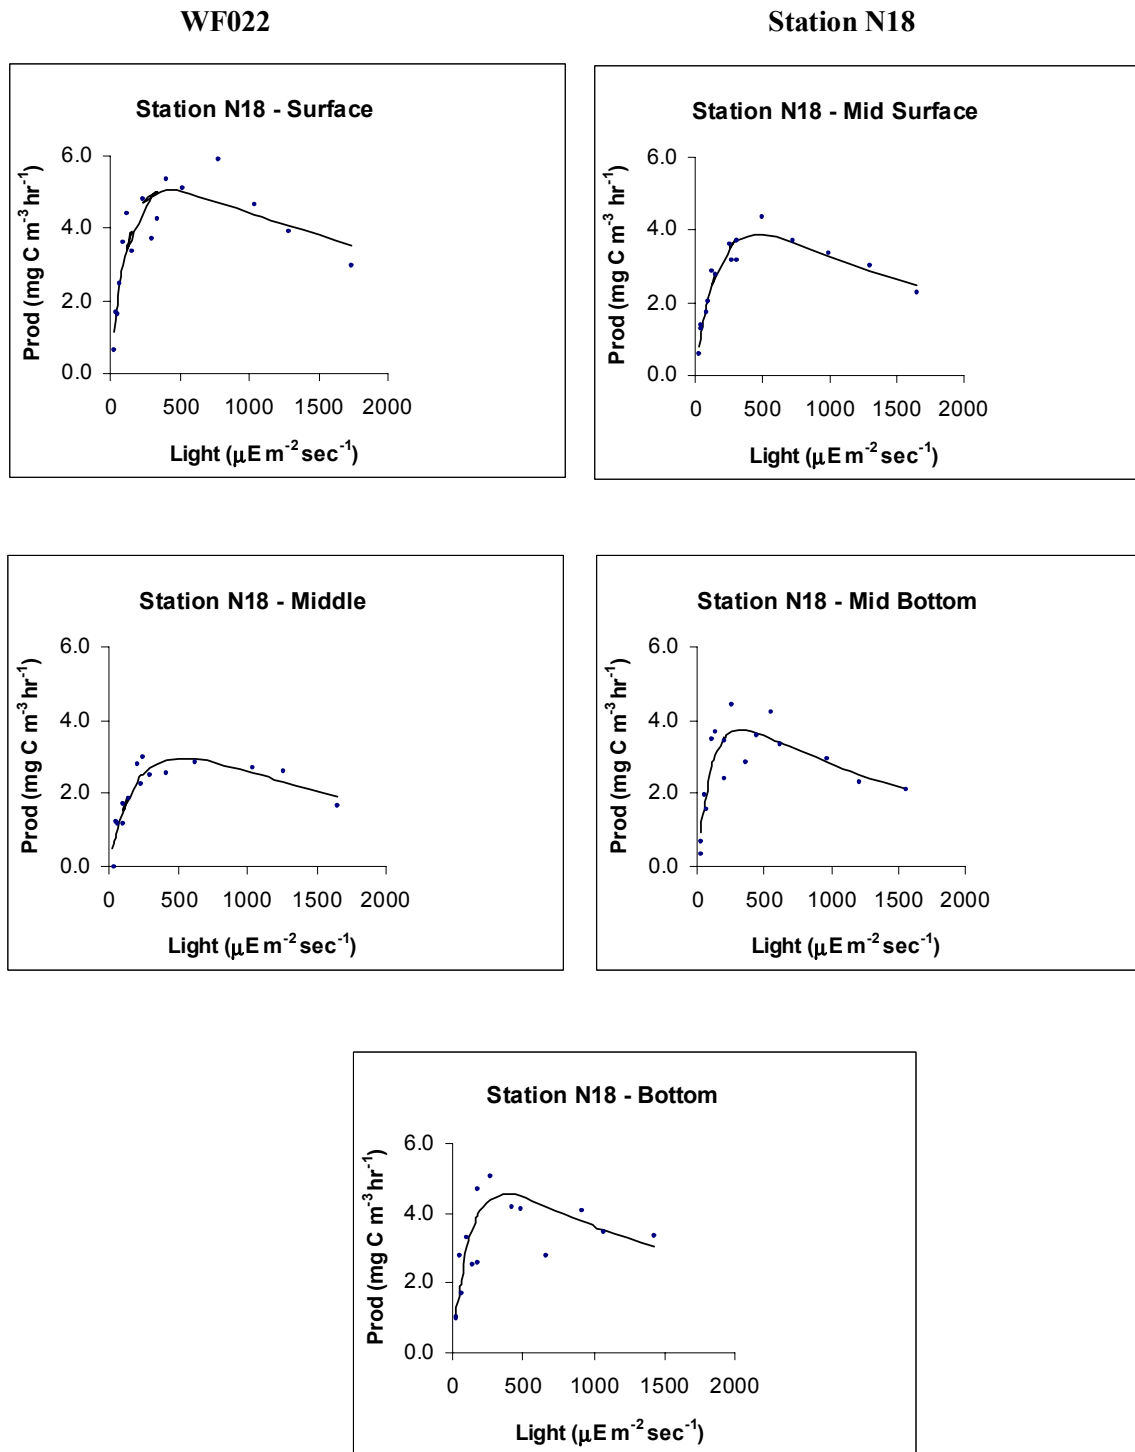 WF022 Station N18
Station N18 - Surface
6.0
4.0
2.0
0.0
Prod (mg C m⁻³ hr⁻¹)
0 500 1000 1500 2000
Light (µE m⁻² sec⁻¹)
Station N18 - Mid Surface
6.0
4.0
2.0
0.0
Prod (mg C m⁻³ hr⁻¹)
0 500 1000 1500 2000
Light (µE m⁻² sec⁻¹)
Station N18 - Middle
6.0
4.0
2.0
0.0
Prod (mg C m⁻³ hr⁻¹)
0 500 1000 1500 2000
Light (µE m⁻² sec⁻¹)
Station N18 - Mid Bottom
6.0
4.0
2.0
0.0
Prod (mg C m⁻³ hr⁻¹)
0 500 1000 1500 2000
Light (µE m⁻² sec⁻¹)
Station N18 - Bottom
6.0
4.0
2.0
0.0
Prod (mg C m⁻³ hr⁻¹)
0 500 1000 1500 2000
Light (µE m⁻² sec⁻¹)